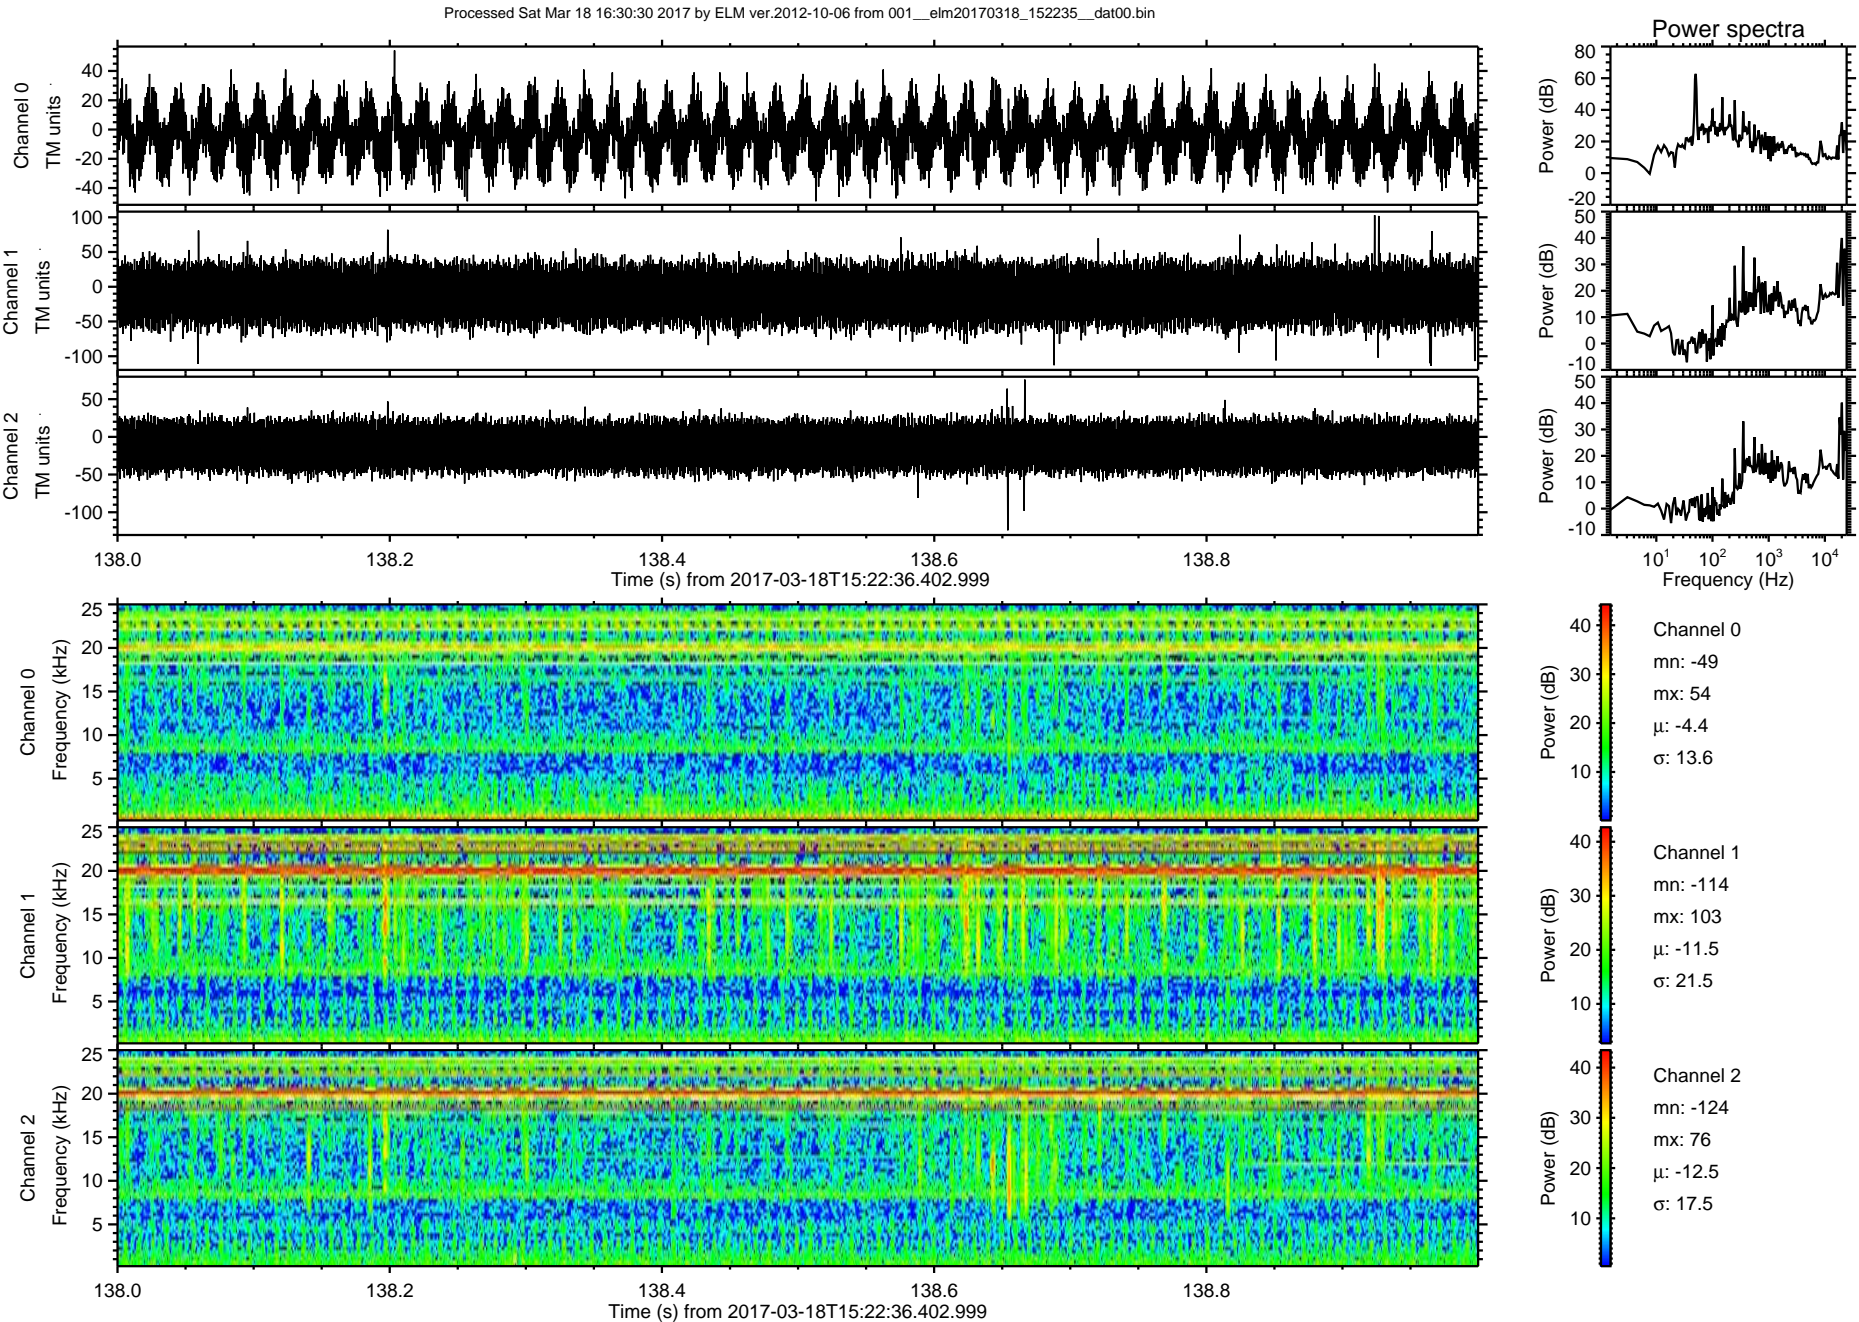 Processed Sat Mar 18 16:30:30 2017 by ELM ver.2012-10-06 from 001__elm20170318_152235__dat00.bin
Power spectra
Channel 0
TM units
40
20
0
-20
-40
Power (dB)
80
60
40
20
0
-20
Channel 1
TM units
100
50
0
-50
-100
Power (dB)
50
40
30
20
10
0
-10
Channel 2
TM units
50
0
-50
-100
Power (dB)
50
40
30
20
10
0
-10
138.0 138.2 138.4 138.6 138.8
Time (s) from 2017-03-18T15:22:36.402.999
10^1 10^2 10^3 10^4
Frequency (Hz)
Channel 0
Frequency (kHz)
25
20
15
10
5
Power (dB)
40
30
20
10
Channel 0
mn: -49
mx: 54
μ: -4.4
σ: 13.6
Channel 1
Frequency (kHz)
25
20
15
10
5
Power (dB)
40
30
20
10
Channel 1
mn: -114
mx: 103
μ: -11.5
σ: 21.5
Channel 2
Frequency (kHz)
25
20
15
10
5
Power (dB)
40
30
20
10
Channel 2
mn: -124
mx: 76
μ: -12.5
σ: 17.5
138.0 138.2 138.4 138.6 138.8
Time (s) from 2017-03-18T15:22:36.402.999